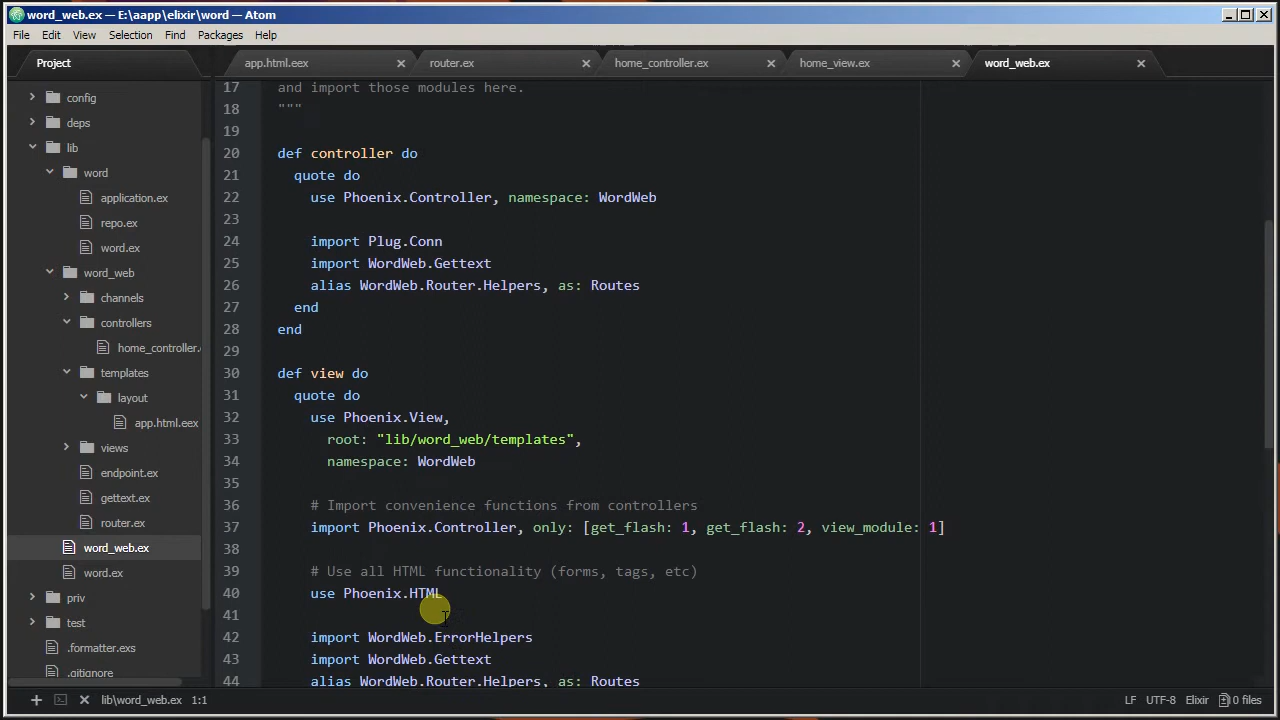 word_web.ex — E:\aapp\elixir\word — Atom
File Edit View Selection Find Packages Help
Project
app.html.eex
router.ex
home_controller.ex
home_view.ex
word_web.ex
config
deps
lib
word
application.ex
repo.ex
word.ex
word_web
channels
controllers
home_controller.
templates
layout
app.html.eex
views
endpoint.ex
gettext.ex
router.ex
word_web.ex
word.ex
priv
test
.formatter.exs
.gitignore
17 and import those modules here.
18 """
19
20 def controller do
21 quote do
22 use Phoenix.Controller, namespace: WordWeb
23
24 import Plug.Conn
25 import WordWeb.Gettext
26 alias WordWeb.Router.Helpers, as: Routes
27 end
28 end
29
30 def view do
31 quote do
32 use Phoenix.View,
33 root: "lib/word_web/templates",
34 namespace: WordWeb
35
36 # Import convenience functions from controllers
37 import Phoenix.Controller, only: [get_flash: 1, get_flash: 2, view_module: 1]
38
39 # Use all HTML functionality (forms, tags, etc)
40 use Phoenix.HTML
41
42 import WordWeb.ErrorHelpers
43 import WordWeb.Gettext
44 alias WordWeb.Router.Helpers, as: Routes
lib\word_web.ex 1:1
LF UTF-8 Elixir 0 files